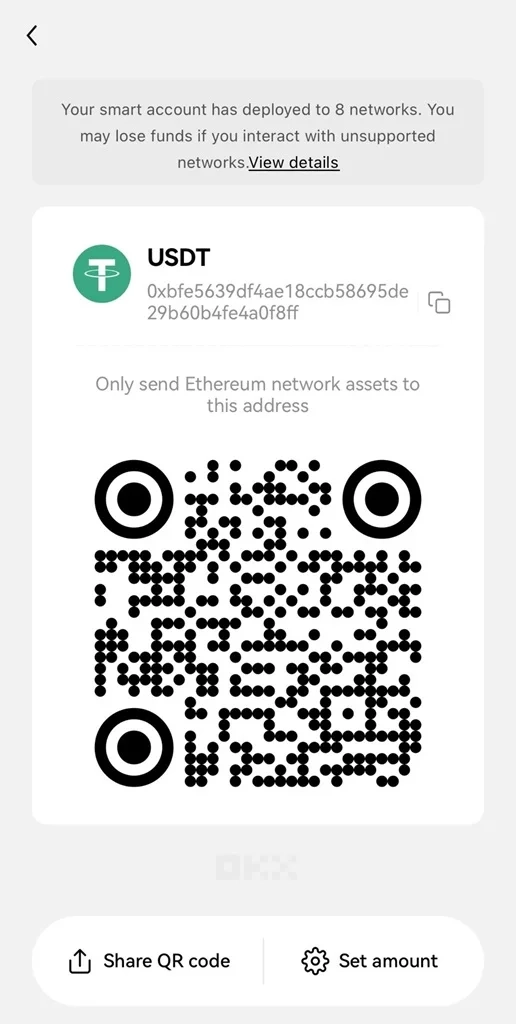 Your smart account has deployed to 8 networks. You
may lose funds if you interact with unsupported
networks.View details
USDT
0xbfe5639df4ae18ccb58695de
29b60b4fe4a0f8ff
Only send Ethereum network assets to
this address
OKX
Share QR code
Set amount